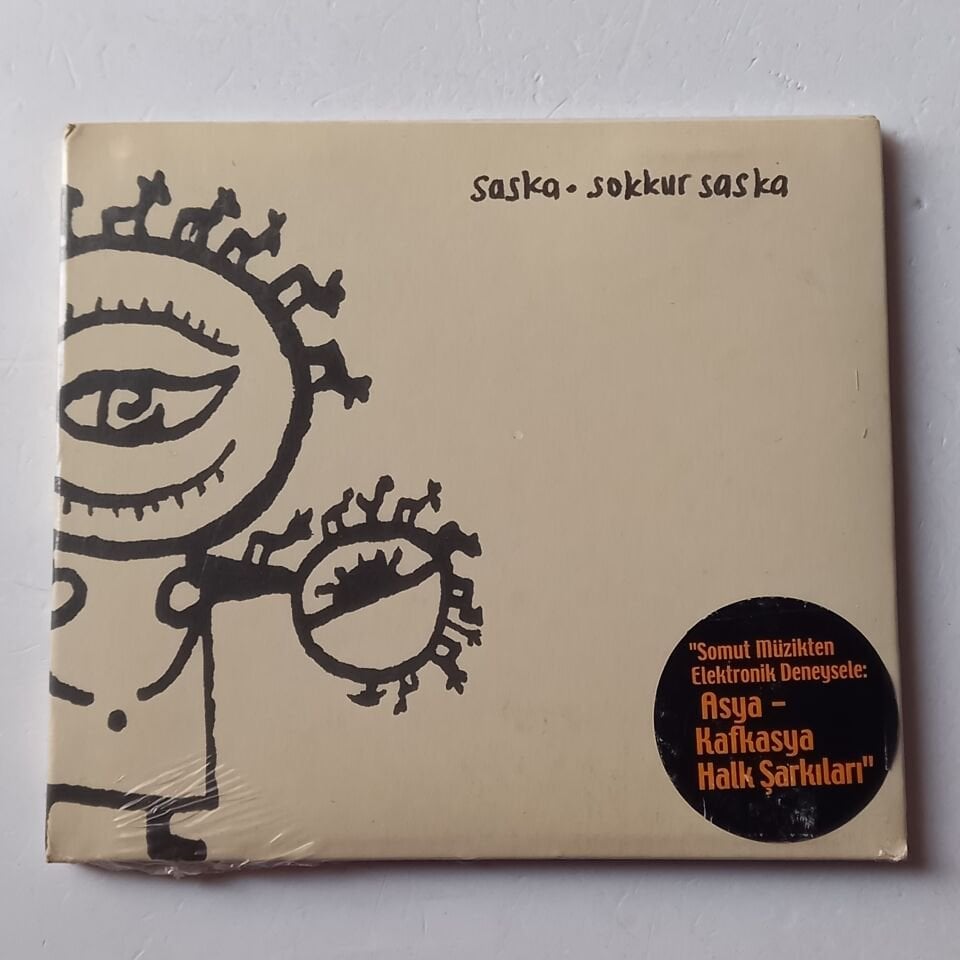 saska. sokkur saska
"Somut Müzikten
Elektronik Deneysele:
Asya -
Kafkasya
Halk Şarkıları"